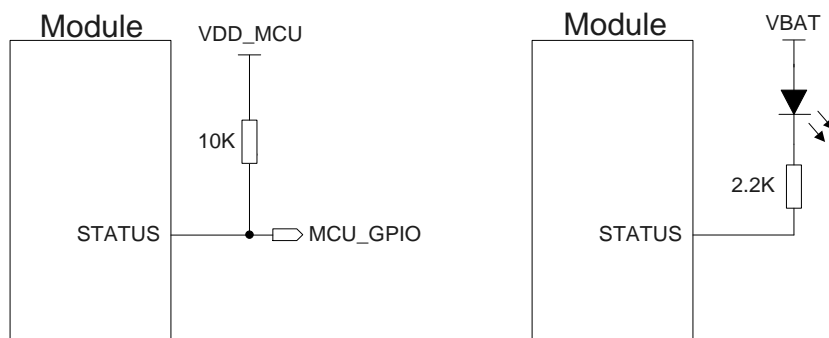 Module
VDD_MCU
10K
STATUS
MCU_GPIO
Module
VBAT
2.2K
STATUS